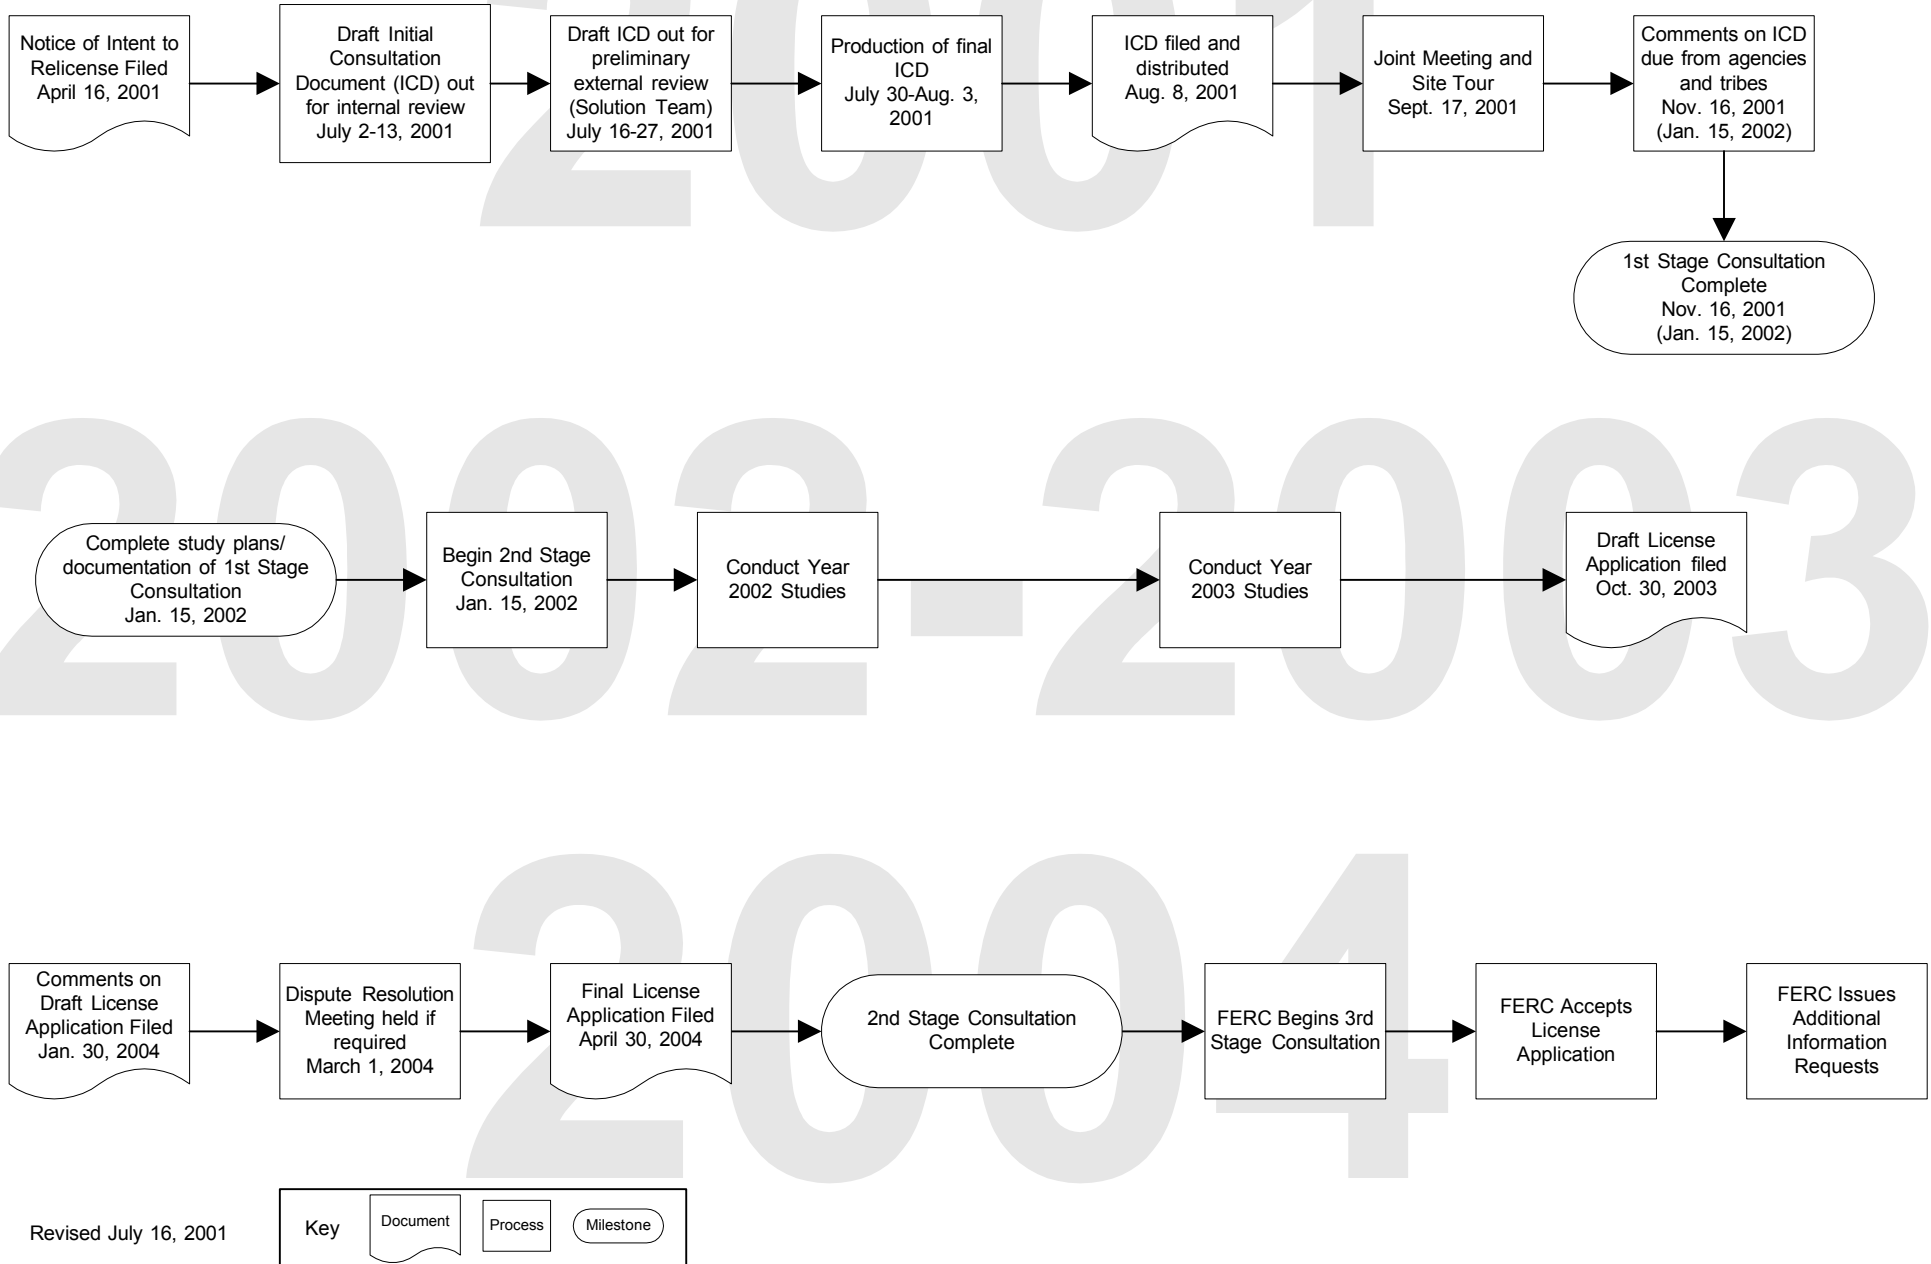 2001
Notice of Intent to
Relicense Filed
April 16, 2001
Draft Initial
Consultation
Document (ICD) out
for internal review
July 2-13, 2001
Draft ICD out for
preliminary
external review
(Solution Team)
July 16-27, 2001
Production of final
ICD
July 30-Aug. 3,
2001
ICD filed and
distributed
Aug. 8, 2001
Joint Meeting and
Site Tour
Sept. 17, 2001
Comments on ICD
due from agencies
and tribes
Nov. 16, 2001
(Jan. 15, 2002)
1st Stage Consultation
Complete
Nov. 16, 2001
(Jan. 15, 2002)
2002-2003
Complete study plans/
documentation of 1st Stage
Consultation
Jan. 15, 2002
Begin 2nd Stage
Consultation
Jan. 15, 2002
Conduct Year
2002 Studies
Conduct Year
2003 Studies
Draft License
Application filed
Oct. 30, 2003
2004
Comments on
Draft License
Application Filed
Jan. 30, 2004
Dispute Resolution
Meeting held if
required
March 1, 2004
Final License
Application Filed
April 30, 2004
2nd Stage Consultation
Complete
FERC Begins 3rd
Stage Consultation
FERC Accepts
License
Application
FERC Issues
Additional
Information
Requests
Revised July 16, 2001
Key
Document
Process
Milestone